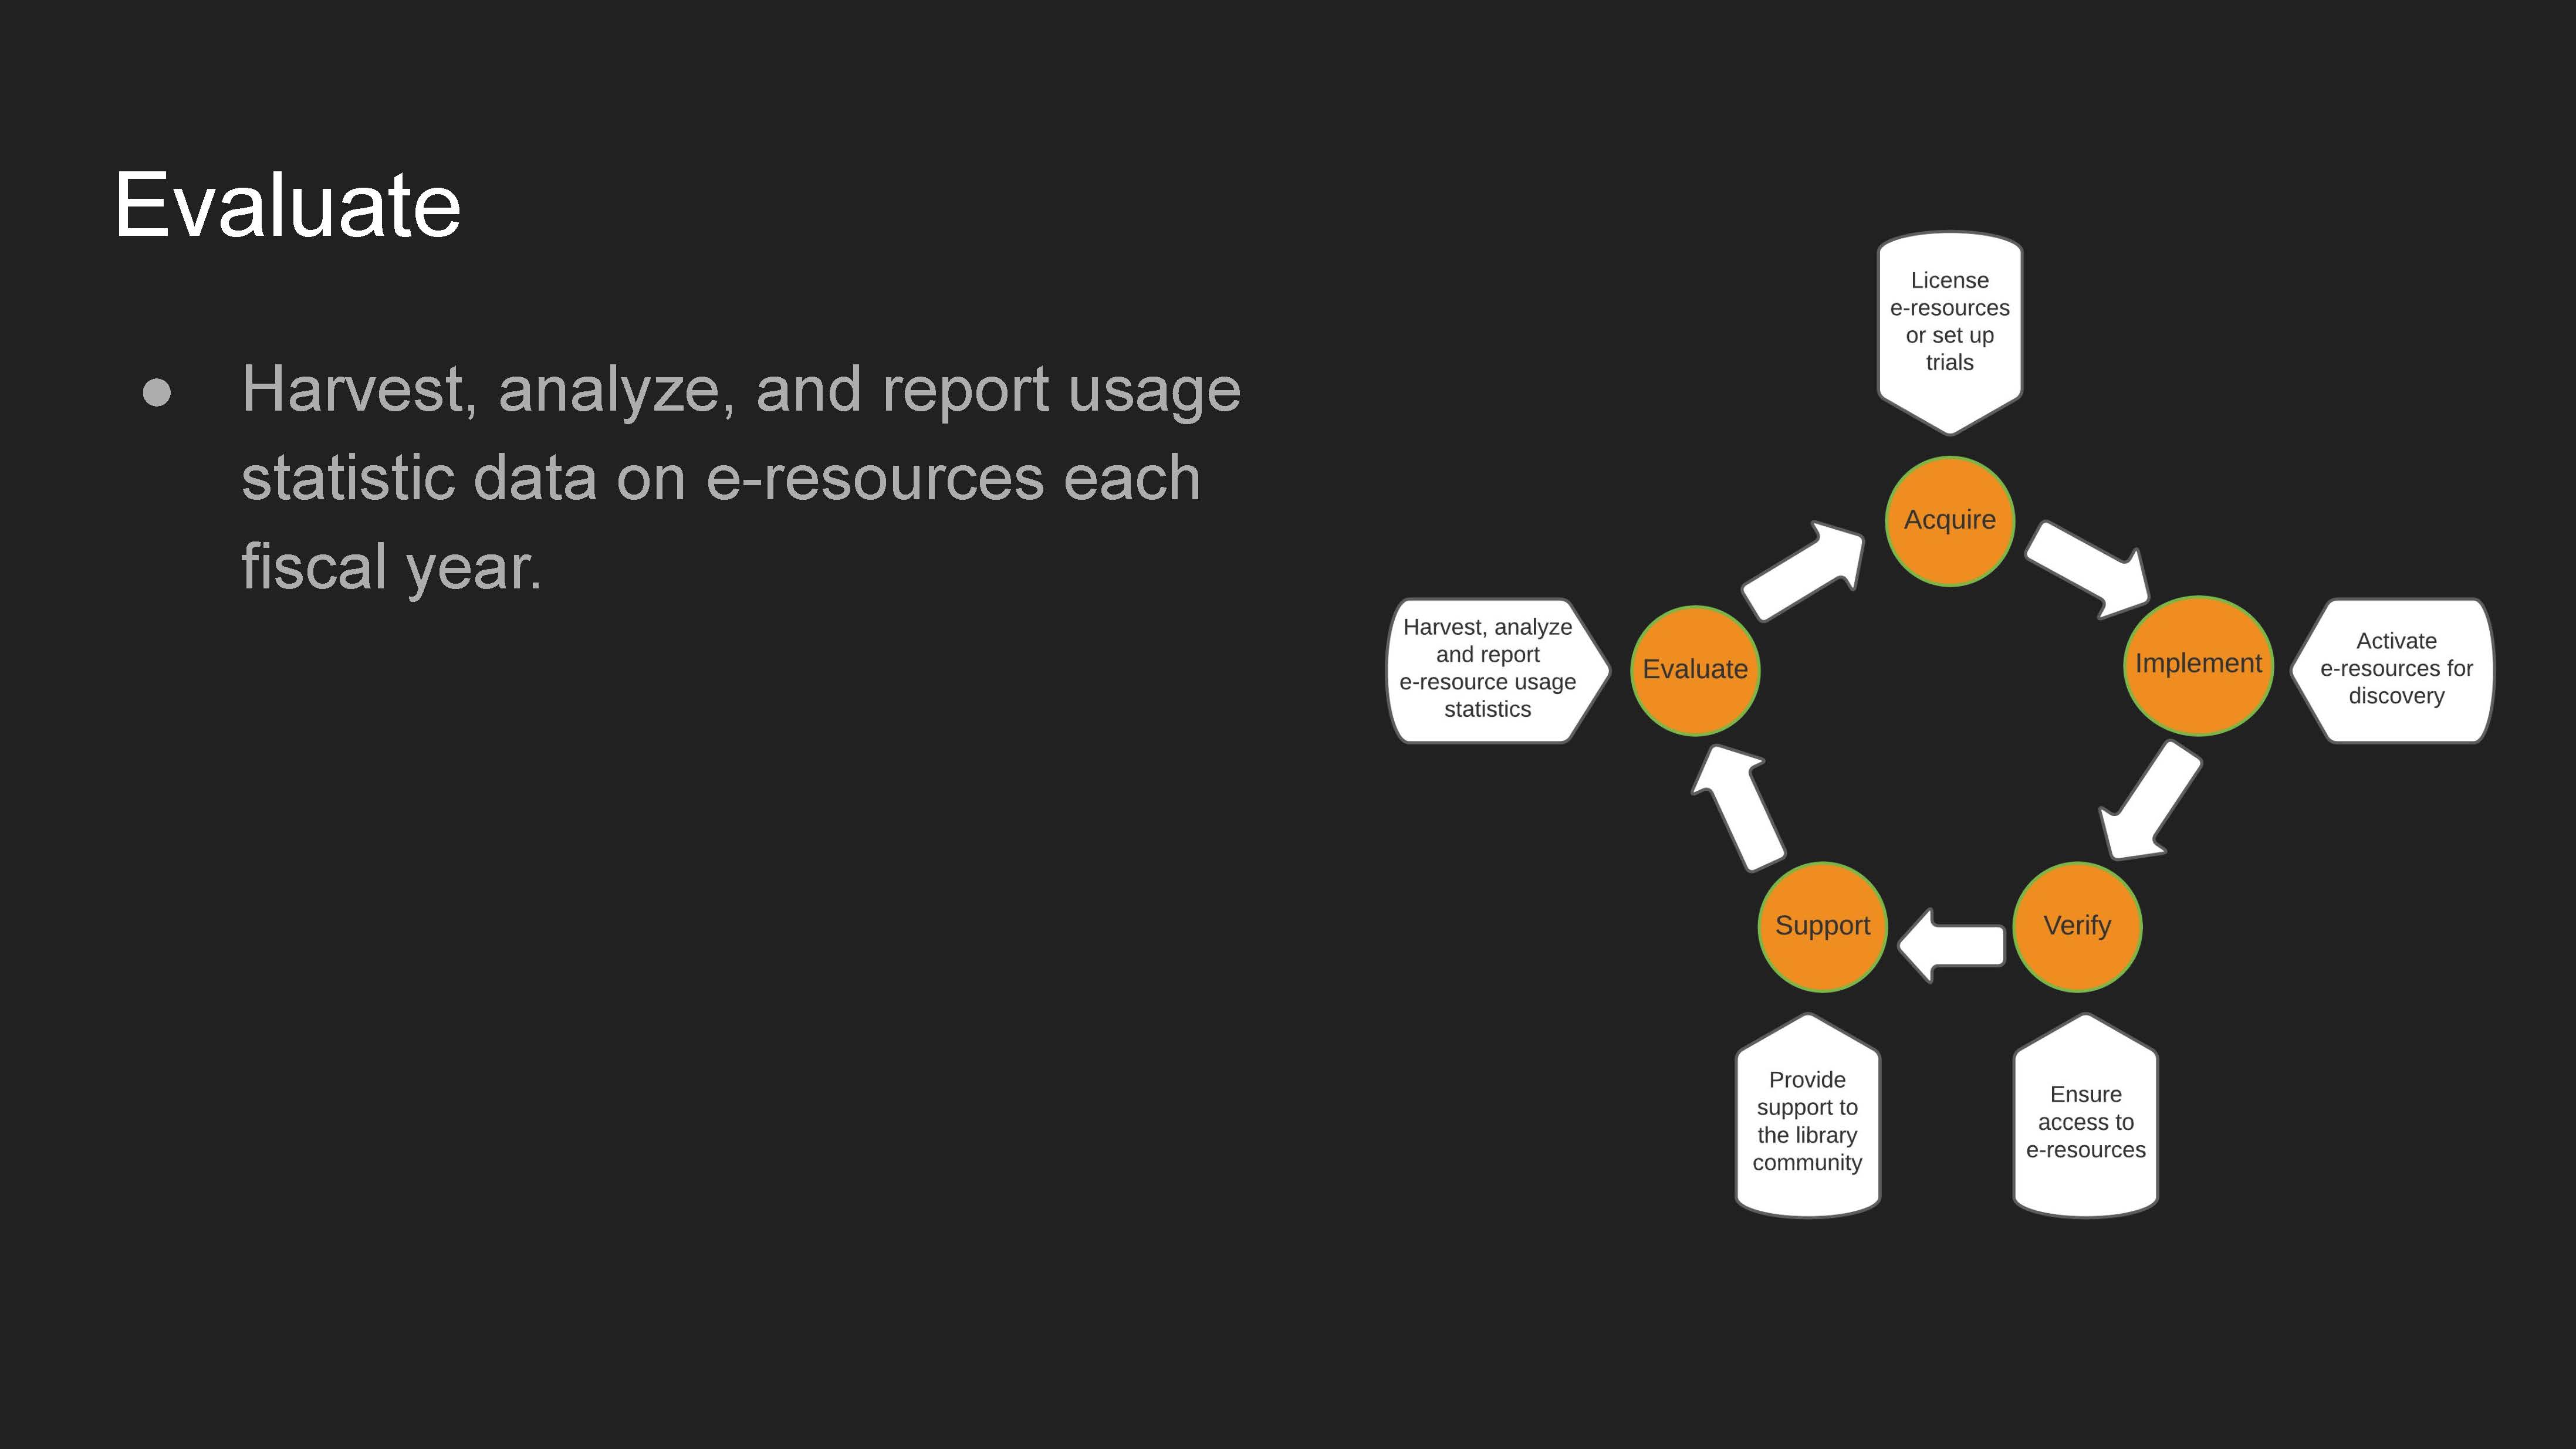 Evaluate
● Harvest, analyze, and report usage
statistic data on e-resources each
fiscal year.
License
e-resources
or set up
trials
Acquire
Harvest, analyze
and report
e-resource usage
statistics
Evaluate
Implement
Activate
e-resources for
discovery
Support
Verify
Provide
support to
the library
community
Ensure
access to
e-resources